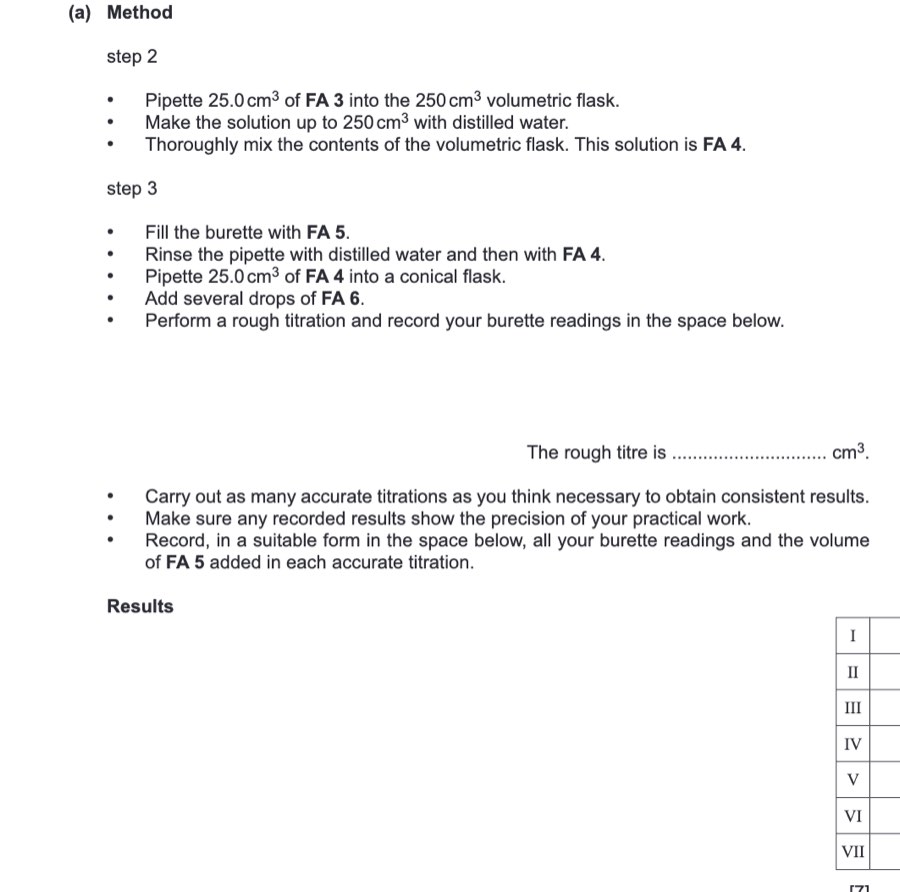 (a) Method
step 2
• Pipette 25.0 cm³ of FA 3 into the 250 cm³ volumetric flask.
• Make the solution up to 250 cm³ with distilled water.
• Thoroughly mix the contents of the volumetric flask. This solution is FA 4.
step 3
• Fill the burette with FA 5.
• Rinse the pipette with distilled water and then with FA 4.
• Pipette 25.0 cm³ of FA 4 into a conical flask.
• Add several drops of FA 6.
• Perform a rough titration and record your burette readings in the space below.
The rough titre is .............................. cm³.
• Carry out as many accurate titrations as you think necessary to obtain consistent results.
• Make sure any recorded results show the precision of your practical work.
• Record, in a suitable form in the space below, all your burette readings and the volume
of FA 5 added in each accurate titration.
Results
I
II
III
IV
V
VI
VII
[7]